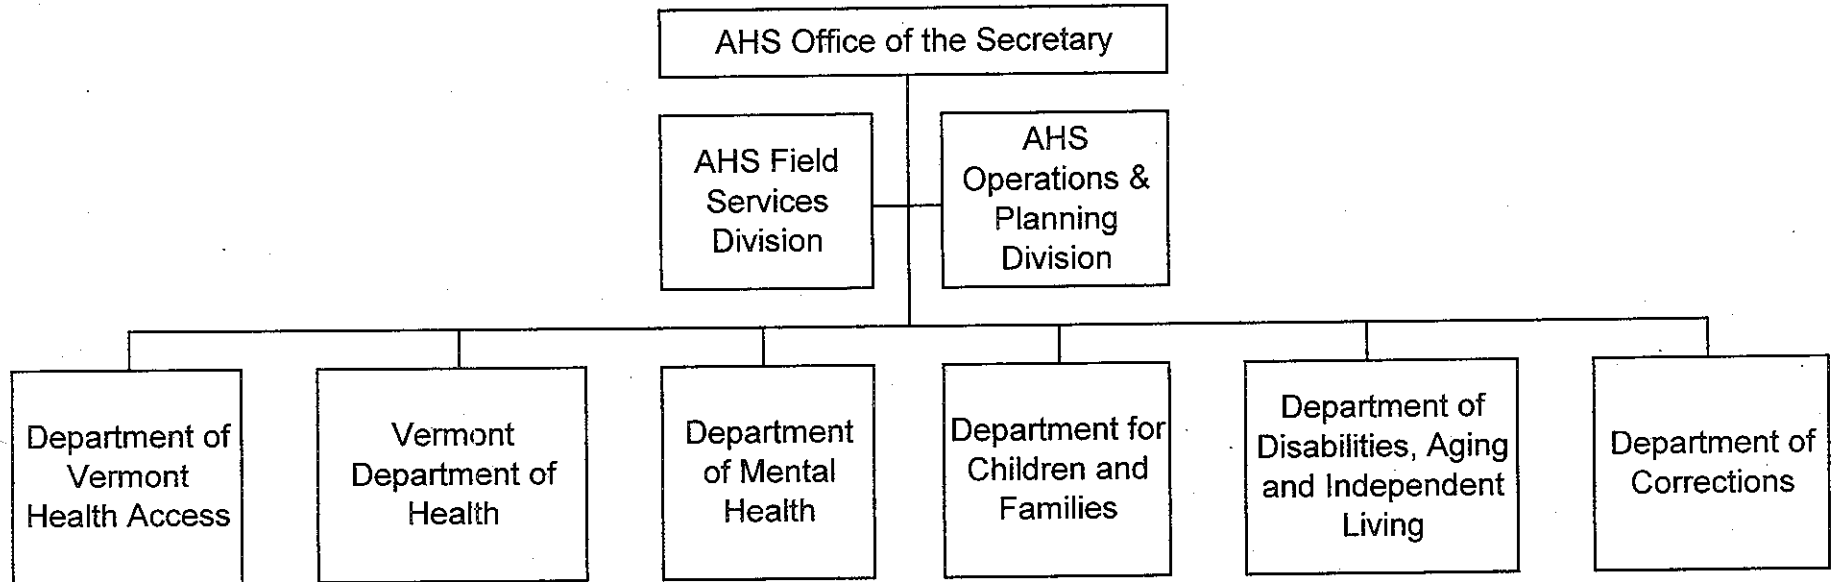 AHS Office of the Secretary
AHS Field
Services
Division
AHS
Operations &
Planning
Division
Department of
Vermont
Health Access
Vermont
Department of
Health
Department
of Mental
Health
Department for
Children and
Families
Department of
Disabilities, Aging
and Independent
Living
Department of
Corrections